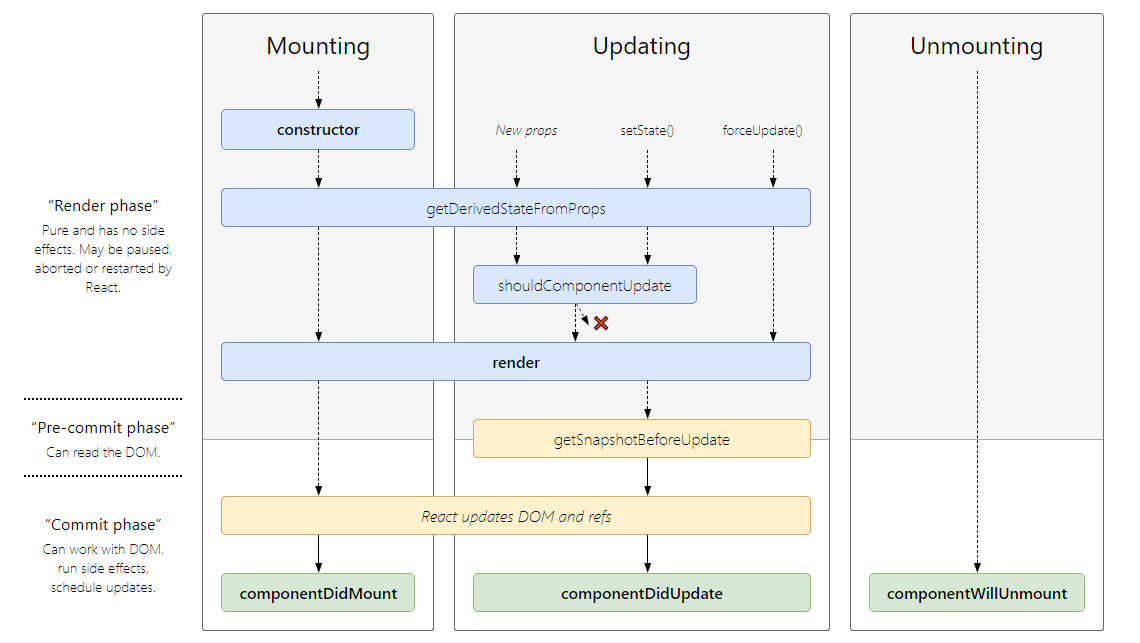 Mounting
Updating
Unmounting
constructor
New props
setState()
forceUpdate()
“Render phase”
Pure and has no side
effects. May be paused,
aborted or restarted by
React.
getDerivedStateFromProps
shouldComponentUpdate
render
“Pre-commit phase”
Can read the DOM.
getSnapshotBeforeUpdate
“Commit phase”
Can work with DOM,
run side effects,
schedule updates.
React updates DOM and refs
componentDidMount
componentDidUpdate
componentWillUnmount